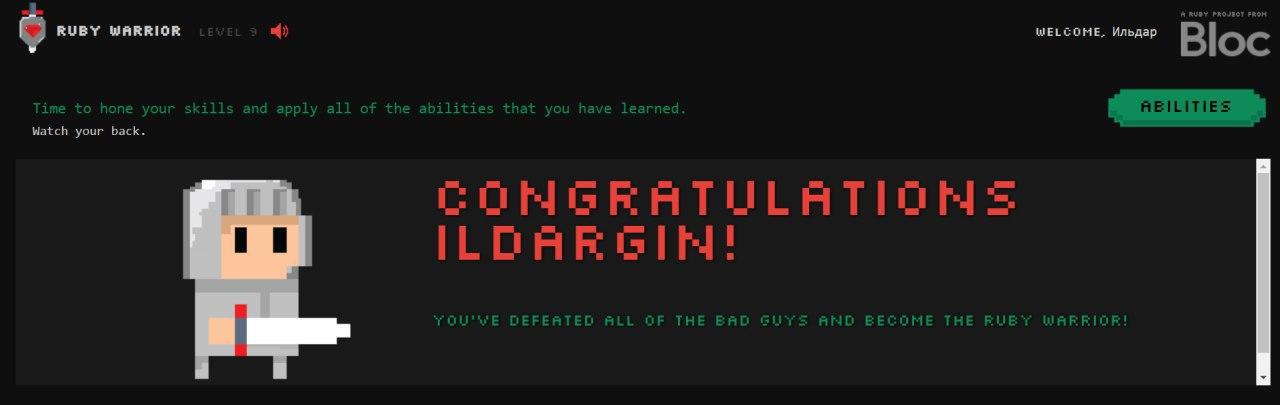 RUBY WARRIOR LEVEL 9
WELCOME, Ильдар
A RUBY PROJECT FROM
Bloc
Time to hone your skills and apply all of the abilities that you have learned.
Watch your back.
ABILITIES
CONGRATULATIONS
ILDARGIN!
YOU'VE DEFEATED ALL OF THE BAD GUYS AND BECOME THE RUBY WARRIOR!